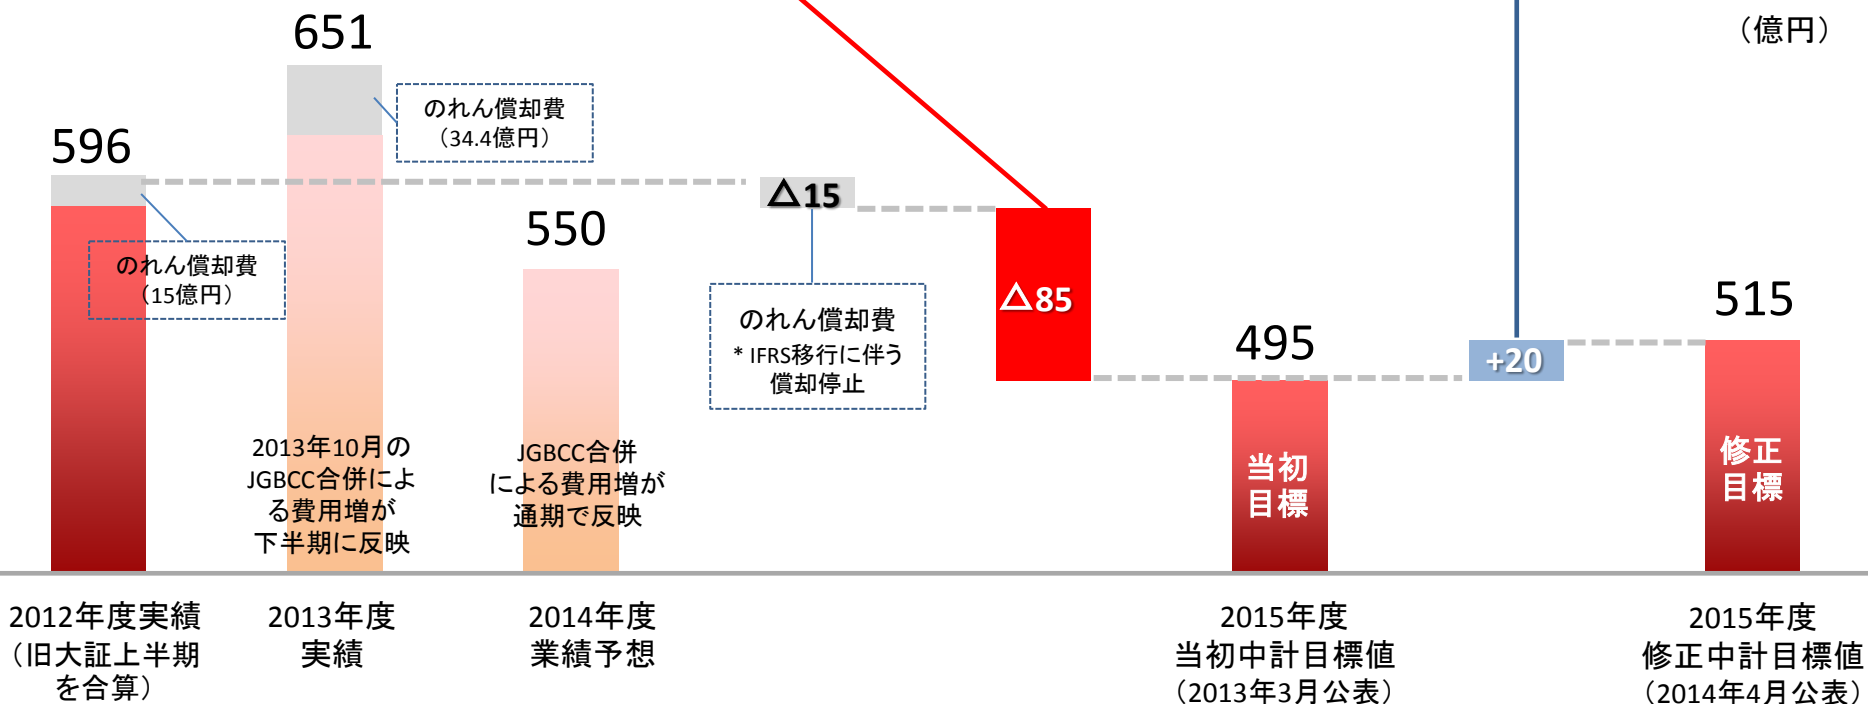 （億円）
651
のれん償却費
（34.4億円）
596
のれん償却費
（15億円）
550
△15
のれん償却費
* IFRS移行に伴う
償却停止
△85
495
+20
515
2013年10月の
JGBCC合併によ
る費用増が
下半期に反映
JGBCC合併
による費用増が
通期で反映
当初
目標
修正
目標
2012年度実績
（旧大証上半期
を合算）
2013年度
実績
2014年度
業績予想
2015年度
当初中計目標値
（2013年3月公表）
2015年度
修正中計目標値
（2014年4月公表）